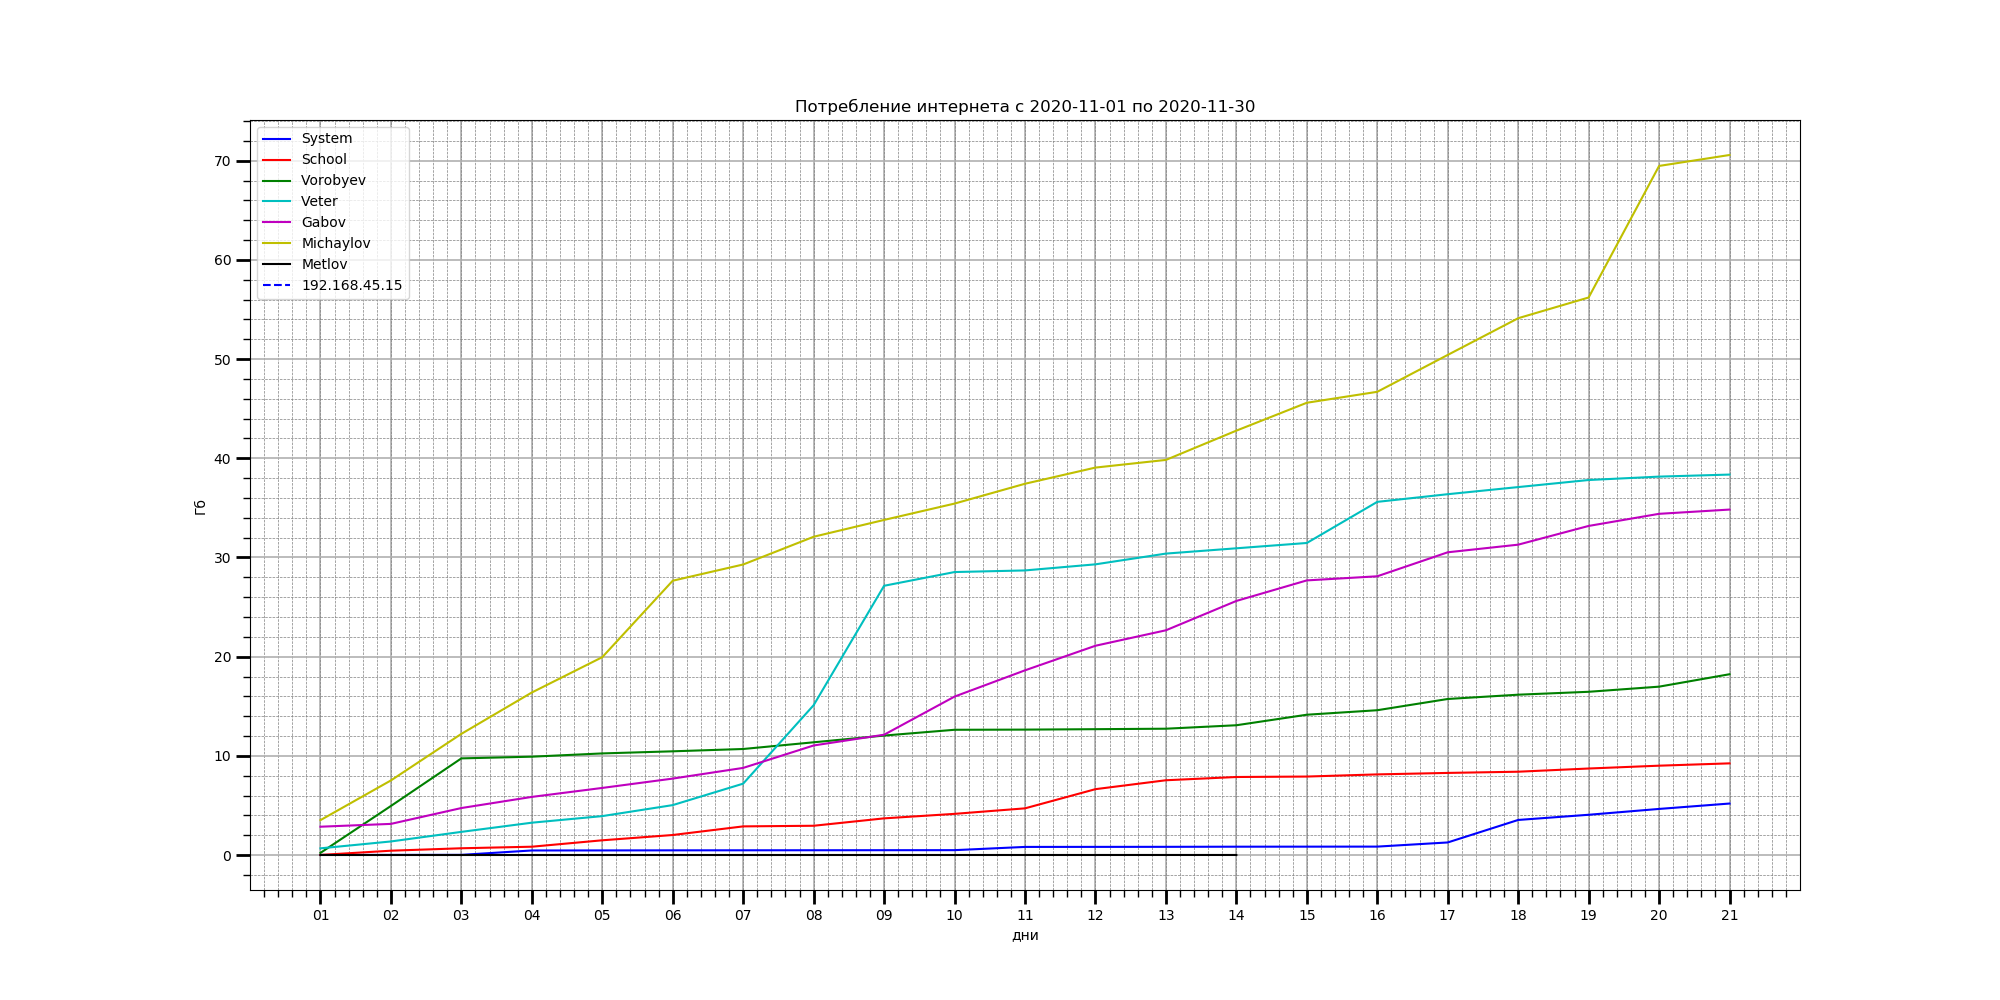 Потребление интернета с 2020-11-01 по 2020-11-30
System
School
Vorobyev
Veter
Gabov
Michaylov
Metlov
192.168.45.15
70
60
50
40
30
20
10
0
Гб
01 02 03 04 05 06 07 08 09 10 11 12 13 14 15 16 17 18 19 20 21
дни